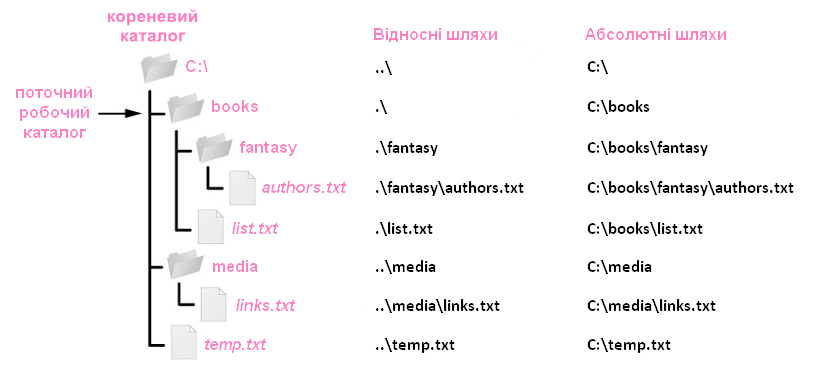 кореневий
каталог
Відносні шляхи
Абсолютні шляхи
C:\
..\
C:\
поточний
робочий
каталог
books
.\
C:\books
fantasy
.\fantasy
C:\books\fantasy
authors.txt
.\fantasy\authors.txt
C:\books\fantasy\authors.txt
list.txt
.\list.txt
C:\books\list.txt
media
..\media
C:\media
links.txt
..\media\links.txt
C:\media\links.txt
temp.txt
..\temp.txt
C:\temp.txt